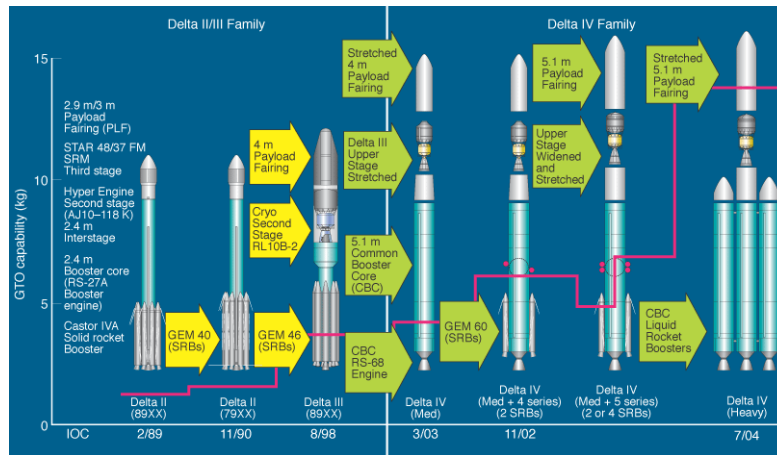 Delta II/III Family
Delta IV Family
15
10
5
0
GTO capability (kg)
2.9 m/3 m
Payload
Fairing (PLF)
STAR 48/37 FM
SRM
Third stage
Hyper Engine
Second stage
(AJ10–118 K)
2.4 m
Interstage
2.4 m
Booster core
(RS-27A
Booster
engine)
Castor IVA
Solid rocket
Booster
GEM 40
(SRBs)
GEM 46
(SRBs)
4 m
Payload
Fairing
Cryo
Second
Stage
RL10B-2
Stretched
4 m
Payload
Fairing
Delta III
Upper
Stage
Stretched
5.1 m
Common
Booster
Core
(CBC)
CBC
RS-68
Engine
GEM 60
(SRBs)
5.1 m
Payload
Fairing
Upper
Stage
Widened
and
Stretched
CBC
Liquid
Rocket
Boosters
Stretched
5.1 m
Payload
Fairing
Delta II
(89XX)
Delta II
(79XX)
Delta III
(89XX)
Delta IV
(Med)
Delta IV
(Med + 4 series)
(2 SRBs)
Delta IV
(Med + 5 series)
(2 or 4 SRBs)
Delta IV
(Heavy)
IOC
2/89
11/90
8/98
3/03
11/02
7/04